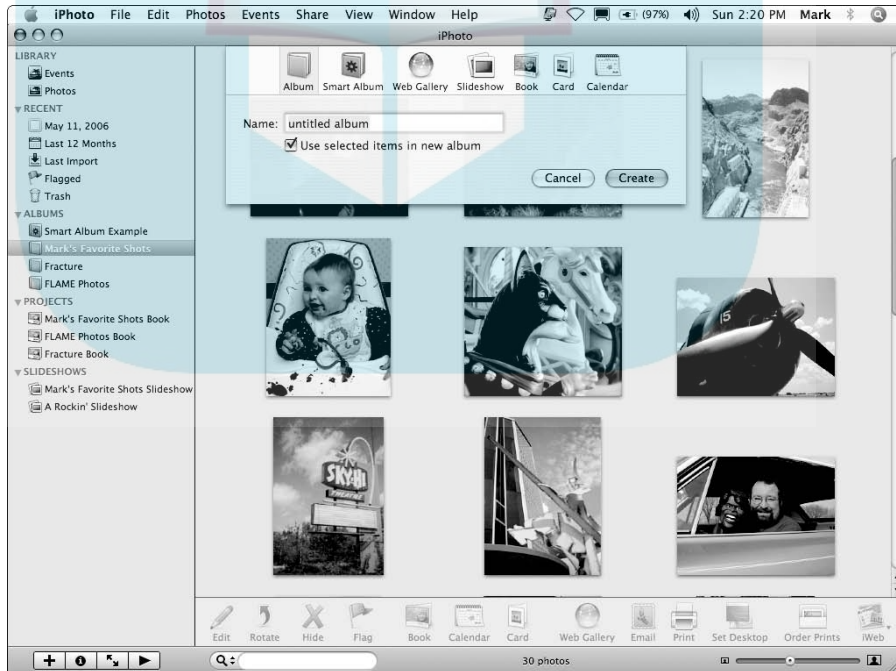 iPhoto File Edit Photos Events Share View Window Help (97%) Sun 2:20 PM Mark
iPhoto
LIBRARY
Events
Photos
RECENT
May 11, 2006
Last 12 Months
Last Import
Flagged
Trash
ALBUMS
Smart Album Example
Mark's Favorite Shots
Fracture
FLAME Photos
PROJECTS
Mark's Favorite Shots Book
FLAME Photos Book
Fracture Book
SLIDESHOWS
Mark's Favorite Shots Slideshow
A Rockin' Slideshow
Album Smart Album Web Gallery Slideshow Book Card Calendar
Name: untitled album
Use selected items in new album
Cancel Create
15
SKY-HI
THEATRE
Edit Rotate Hide Flag Book Calendar Card Web Gallery Email Print Set Desktop Order Prints iWeb
30 photos